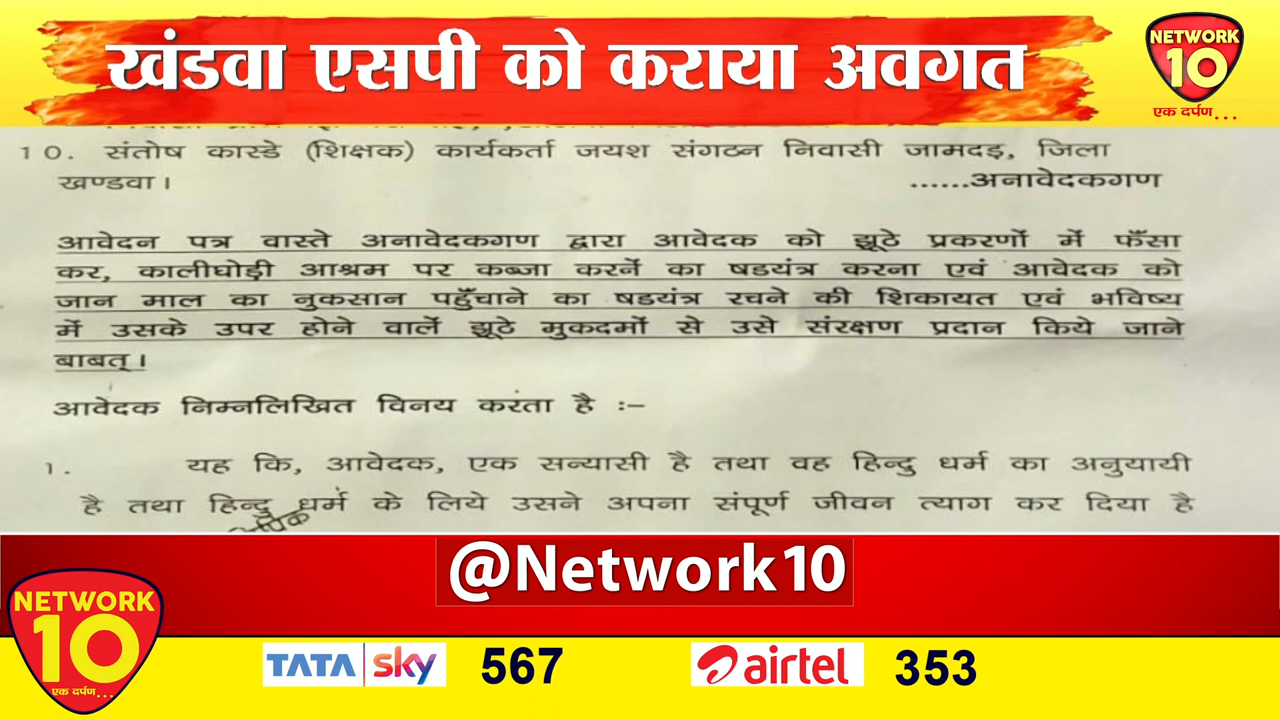 खंडवा एसपी को कराया अवगत
NETWORK
10
एक दर्पण...
10. संतोष कास्डे (शिक्षक) कार्यकर्ता जयश संगठन निवासी जामदड़, जिला
खण्डवा।
......अनावेदकगण
आवेदन पत्र वास्ते अनावेदकगण द्वारा आवेदक को झूठे प्रकरणों में फँसा
कर, कालीघोड़ी आश्रम पर कब्जा करनें का षडयंत्र करना एवं आवेदक को
जान माल का नुकसान पहुँचाने का षडयंत्र रचने की शिकायत एवं भविष्य
में उसके उपर होने वालें झूठे मुकदमों से उसे संरक्षण प्रदान किये जाने
बाबत्।
आवेदक निम्नलिखित विनय करता है :–
1. यह कि, आवेदक, एक सन्यासी है तथा वह हिन्दु धर्म का अनुयायी
है तथा हिन्दु धर्म के लिये उसने अपना संपूर्ण जीवन त्याग कर दिया है
@Network10
NETWORK
10
एक दर्पण...
TATA sky 567 airtel 353